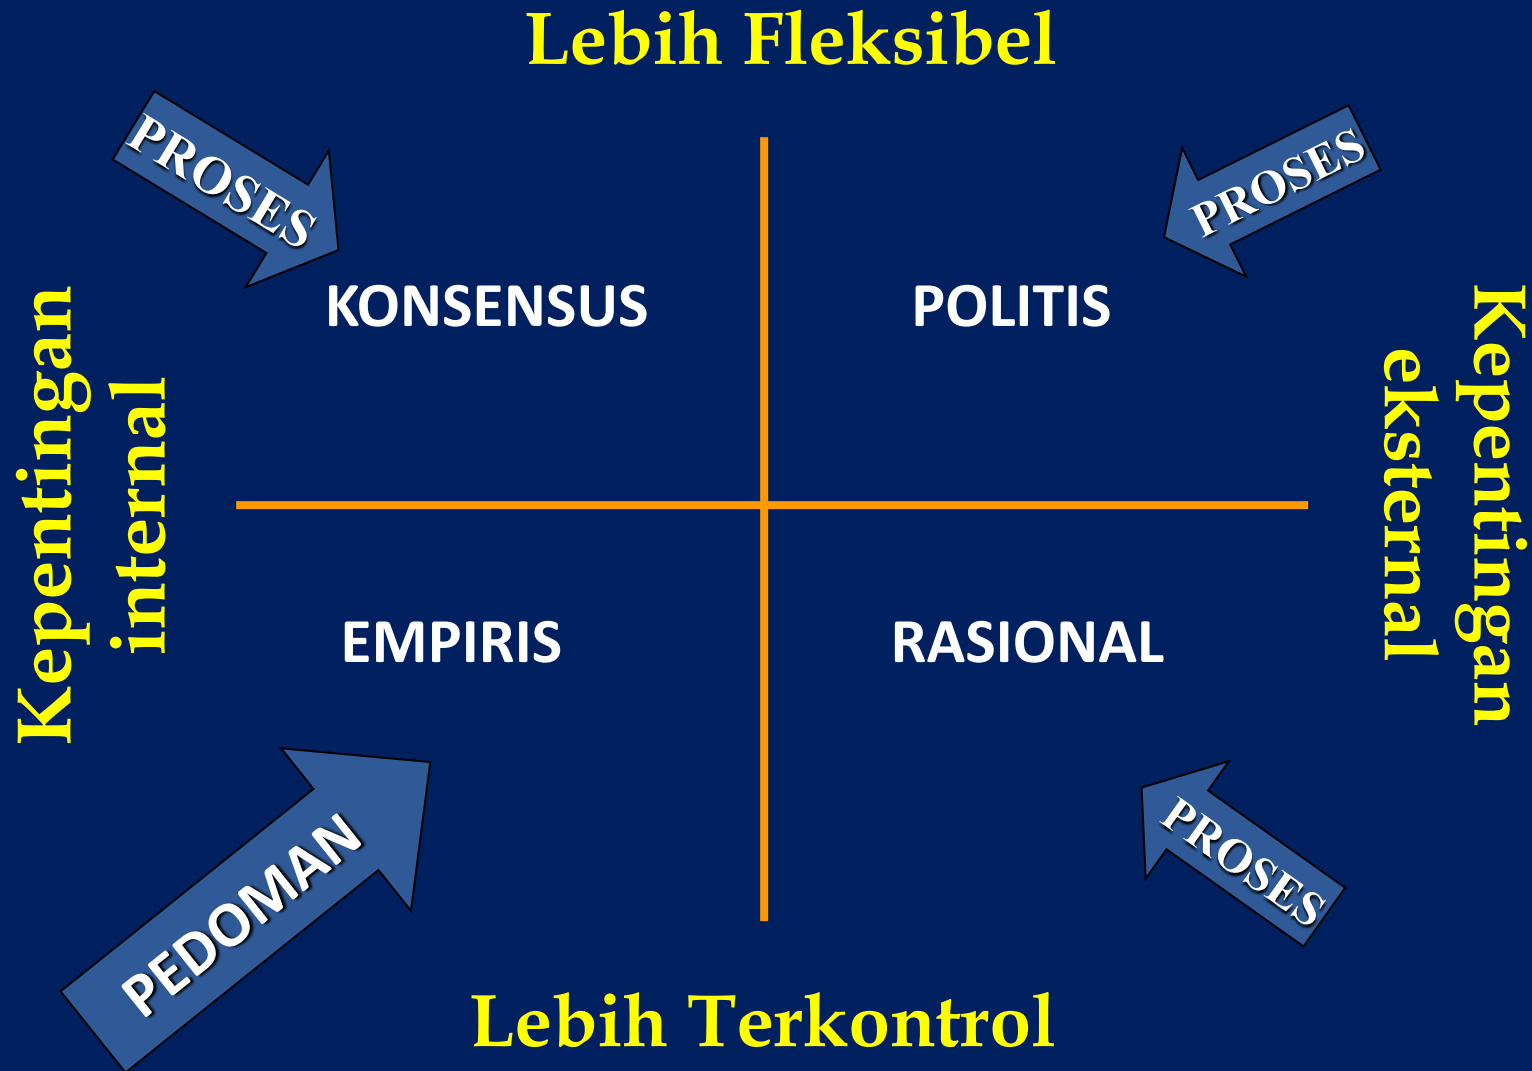 Lebih Fleksibel
PROSES
PROSES
KONSENSUS
POLITIS
Kepentingan
internal
Kepentingan
eksternal
EMPIRIS
RASIONAL
PEDOMAN
PROSES
Lebih Terkontrol